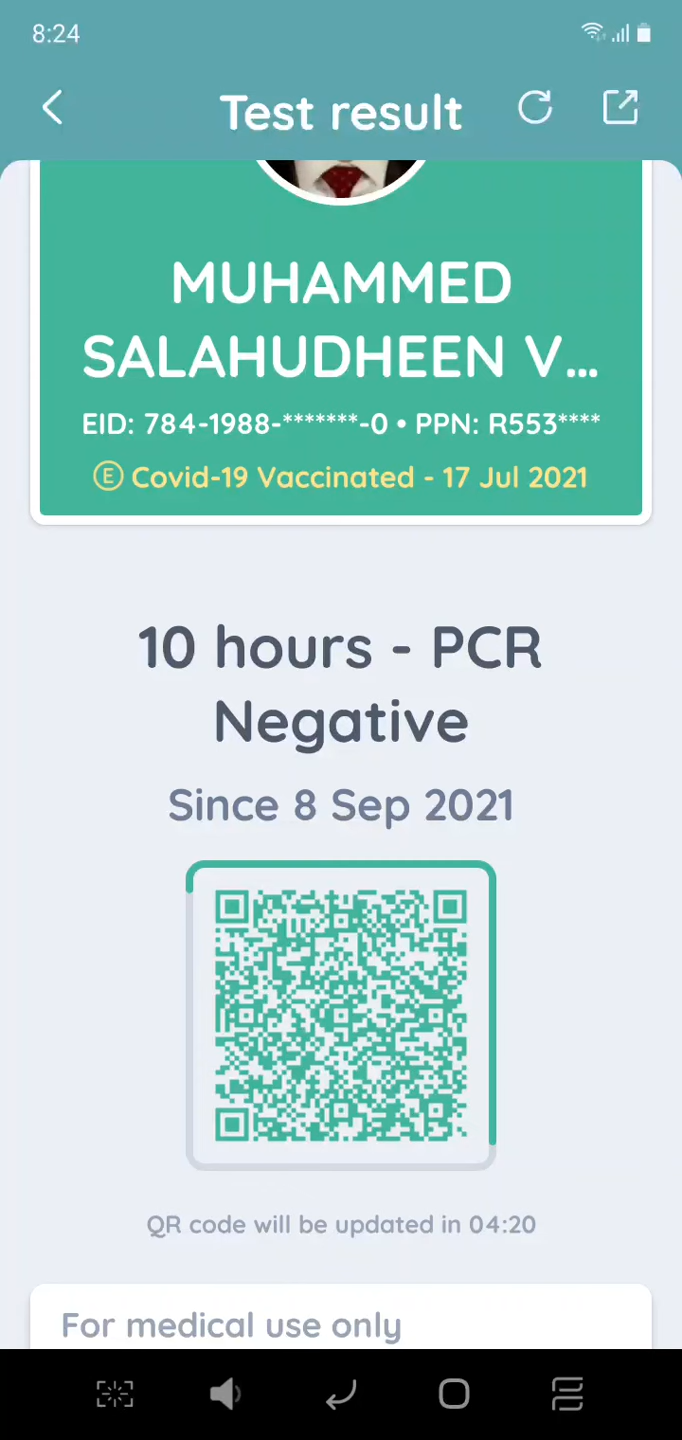 8:24
Test result
MUHAMMED
SALAHUDHEEN V...
EID: 784-1988-*******-0 • PPN: R553****
Ⓔ Covid-19 Vaccinated - 17 Jul 2021
10 hours - PCR
Negative
Since 8 Sep 2021
QR code will be updated in 04:20
For medical use only